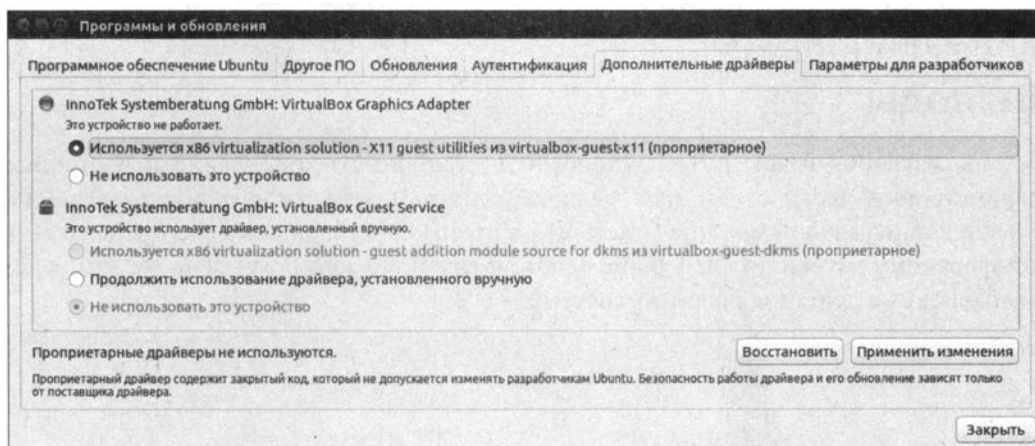 Программы и обновления
Программное обеспечение Ubuntu Другое ПО Обновления Аутентификация Дополнительные драйверы Параметры для разработчиков
InnoTek Systemberatung GmbH: VirtualBox Graphics Adapter
Это устройство не работает.
Используется x86 virtualization solution - X11 guest utilities из virtualbox-guest-x11 (проприетарное)
Не использовать это устройство
InnoTek Systemberatung GmbH: VirtualBox Guest Service
Это устройство использует драйвер, установленный вручную.
Используется x86 virtualization solution - guest addition module source for dkms из virtualbox-guest-dkms (проприетарное)
Продолжить использование драйвера, установленного вручную
Не использовать это устройство
Проприетарные драйверы не используются.
Восстановить Применить изменения
Проприетарный драйвер содержит закрытый код, который не допускается изменять разработчикам Ubuntu. Безопасность работы драйвера и его обновление зависят только
от поставщика драйвера.
Закрыть